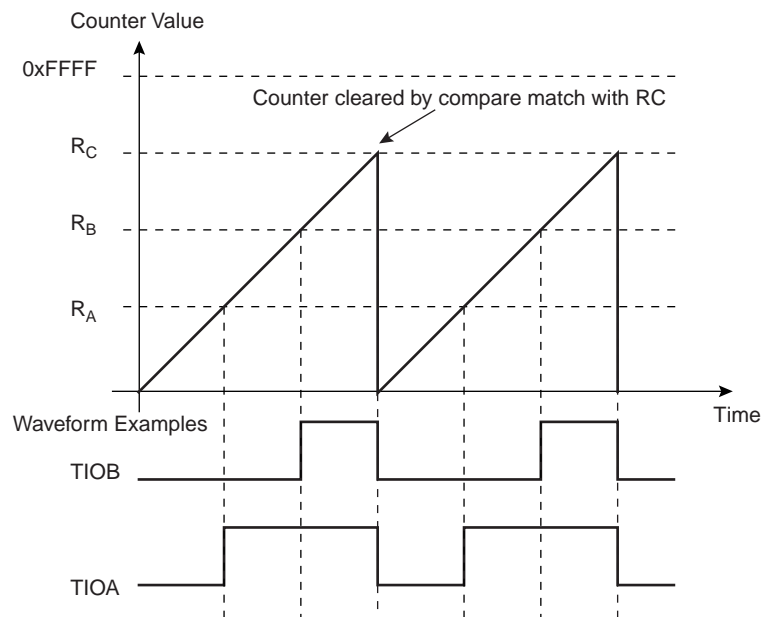 Counter Value
0xFFFF
Counter cleared by compare match with RC
RC
RB
RA
Time
Waveform Examples
TIOB
TIOA